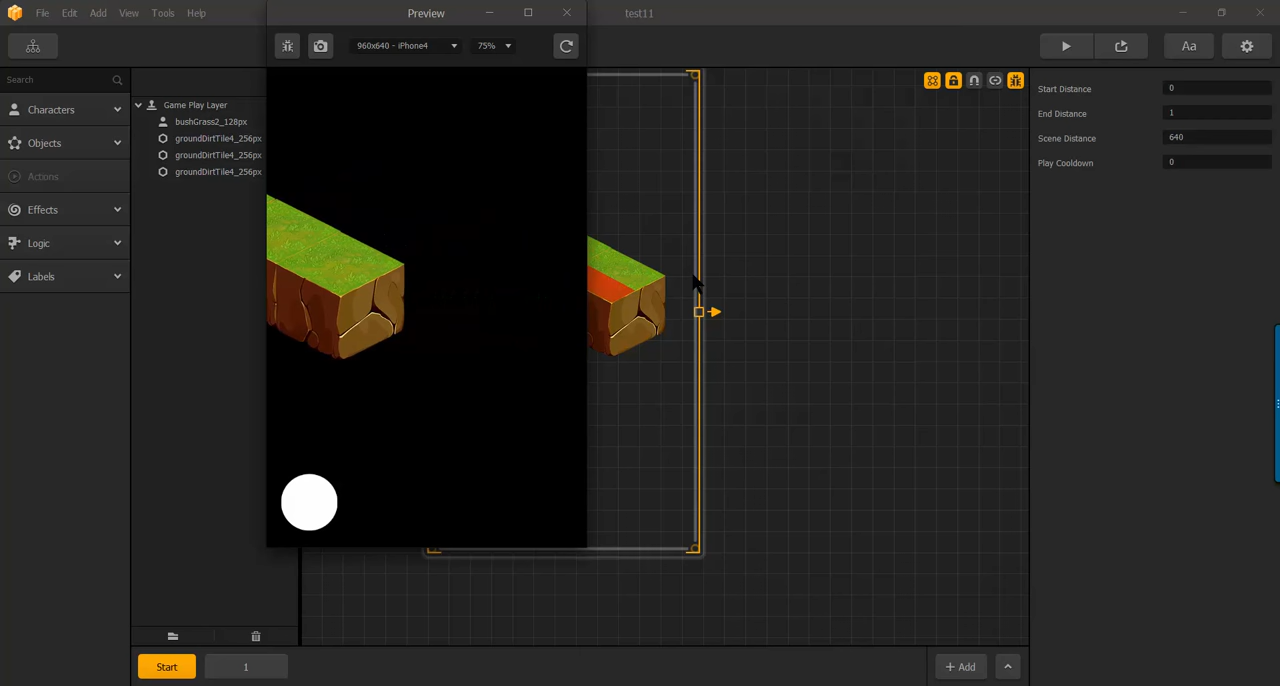 File Edit View Tools Help
Preview
test11
960x640 - iPhone4 75%
Aa
Search
Characters
Objects
Actions
Effects
Logic
Labels
Game Play Layer
bushGrass2_128px
groundDirtTile4_256px
groundDirtTile4_256px
groundDirtTile4_256px
Start Distance 0
End Distance 1
Scene Distance 640
Play Cooldown 0
Start 1
+ Add